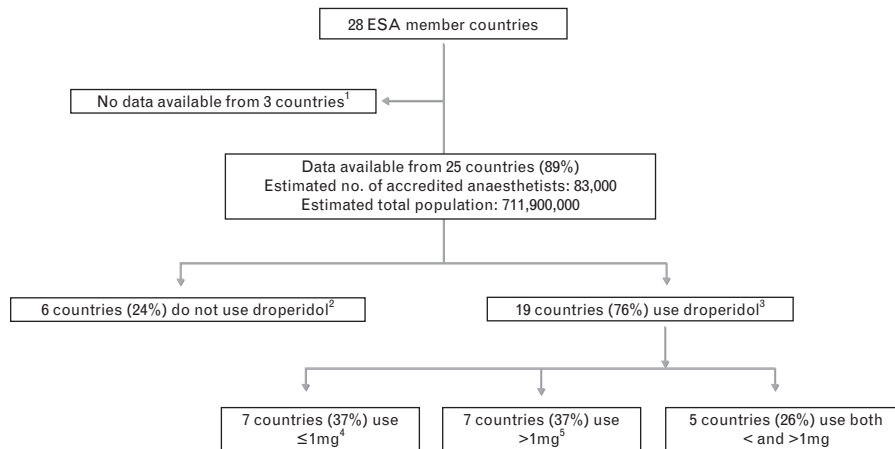 28 ESA member countries
No data available from 3 countries¹
Data available from 25 countries (89%)
Estimated no. of accredited anaesthetists: 83,000
Estimated total population: 711,900,000
6 countries (24%) do not use droperidol²
19 countries (76%) use droperidol³
7 countries (37%) use
≤1mg⁴
7 countries (37%) use
>1mg⁵
5 countries (26%) use both
< and >1mg